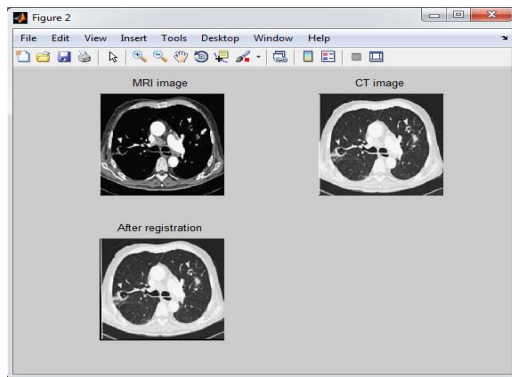 Figure 2
File Edit View Insert Tools Desktop Window Help
MRI image
CT image
After registration